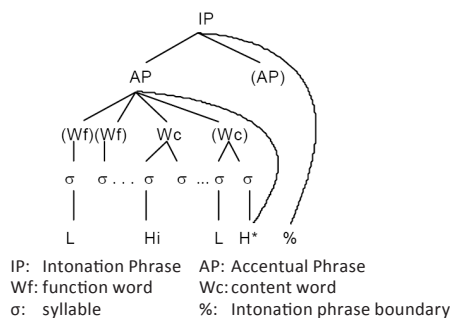 IP
AP (AP)
(Wf)(Wf) Wc (Wc)
σ σ . . . σ σ ... σ σ
L Hi L H* %
IP: Intonation Phrase AP: Accentual Phrase
Wf: function word Wc: content word
σ: syllable %: Intonation phrase boundary